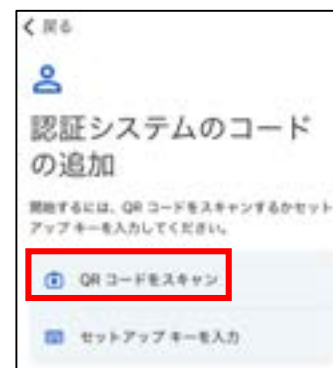 戻る
認証システムのコード
の追加
開始するには、QR コードをスキャンするかセット
アップ キーを入力してください。
QR コードをスキャン
セットアップ キーを入力